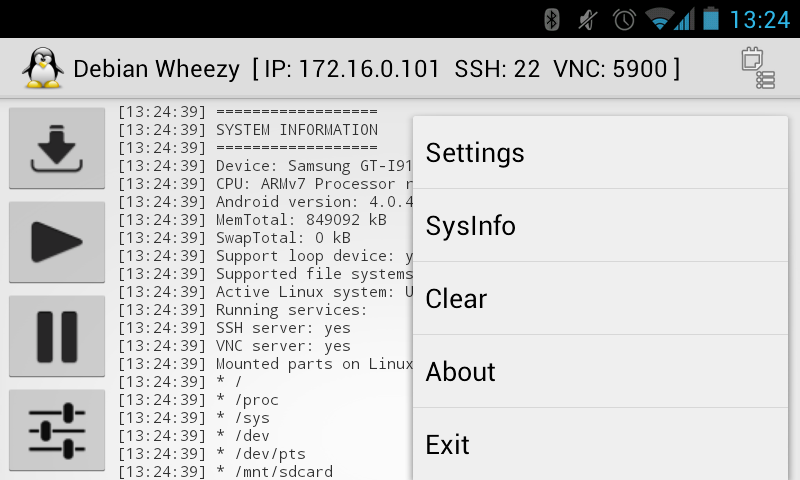 13:24
Debian Wheezy [ IP: 172.16.0.101 SSH: 22 VNC: 5900 ]
[13:24:39] ==================
[13:24:39] SYSTEM INFORMATION
[13:24:39] ==================
[13:24:39] Device: Samsung GT-I91
[13:24:39] CPU: ARMv7 Processor r
[13:24:39] Android version: 4.0.4
[13:24:39] MemTotal: 849092 kB
[13:24:39] SwapTotal: 0 kB
[13:24:39] Support loop device: y
[13:24:39] Supported file systems
[13:24:39] Active Linux system: U
[13:24:39] Running services:
[13:24:39] SSH server: yes
[13:24:39] VNC server: yes
[13:24:39] Mounted parts on Linux
[13:24:39] * /
[13:24:39] * /proc
[13:24:39] * /sys
[13:24:39] * /dev
[13:24:39] * /dev/pts
[13:24:39] * /mnt/sdcard
Settings
SysInfo
Clear
About
Exit